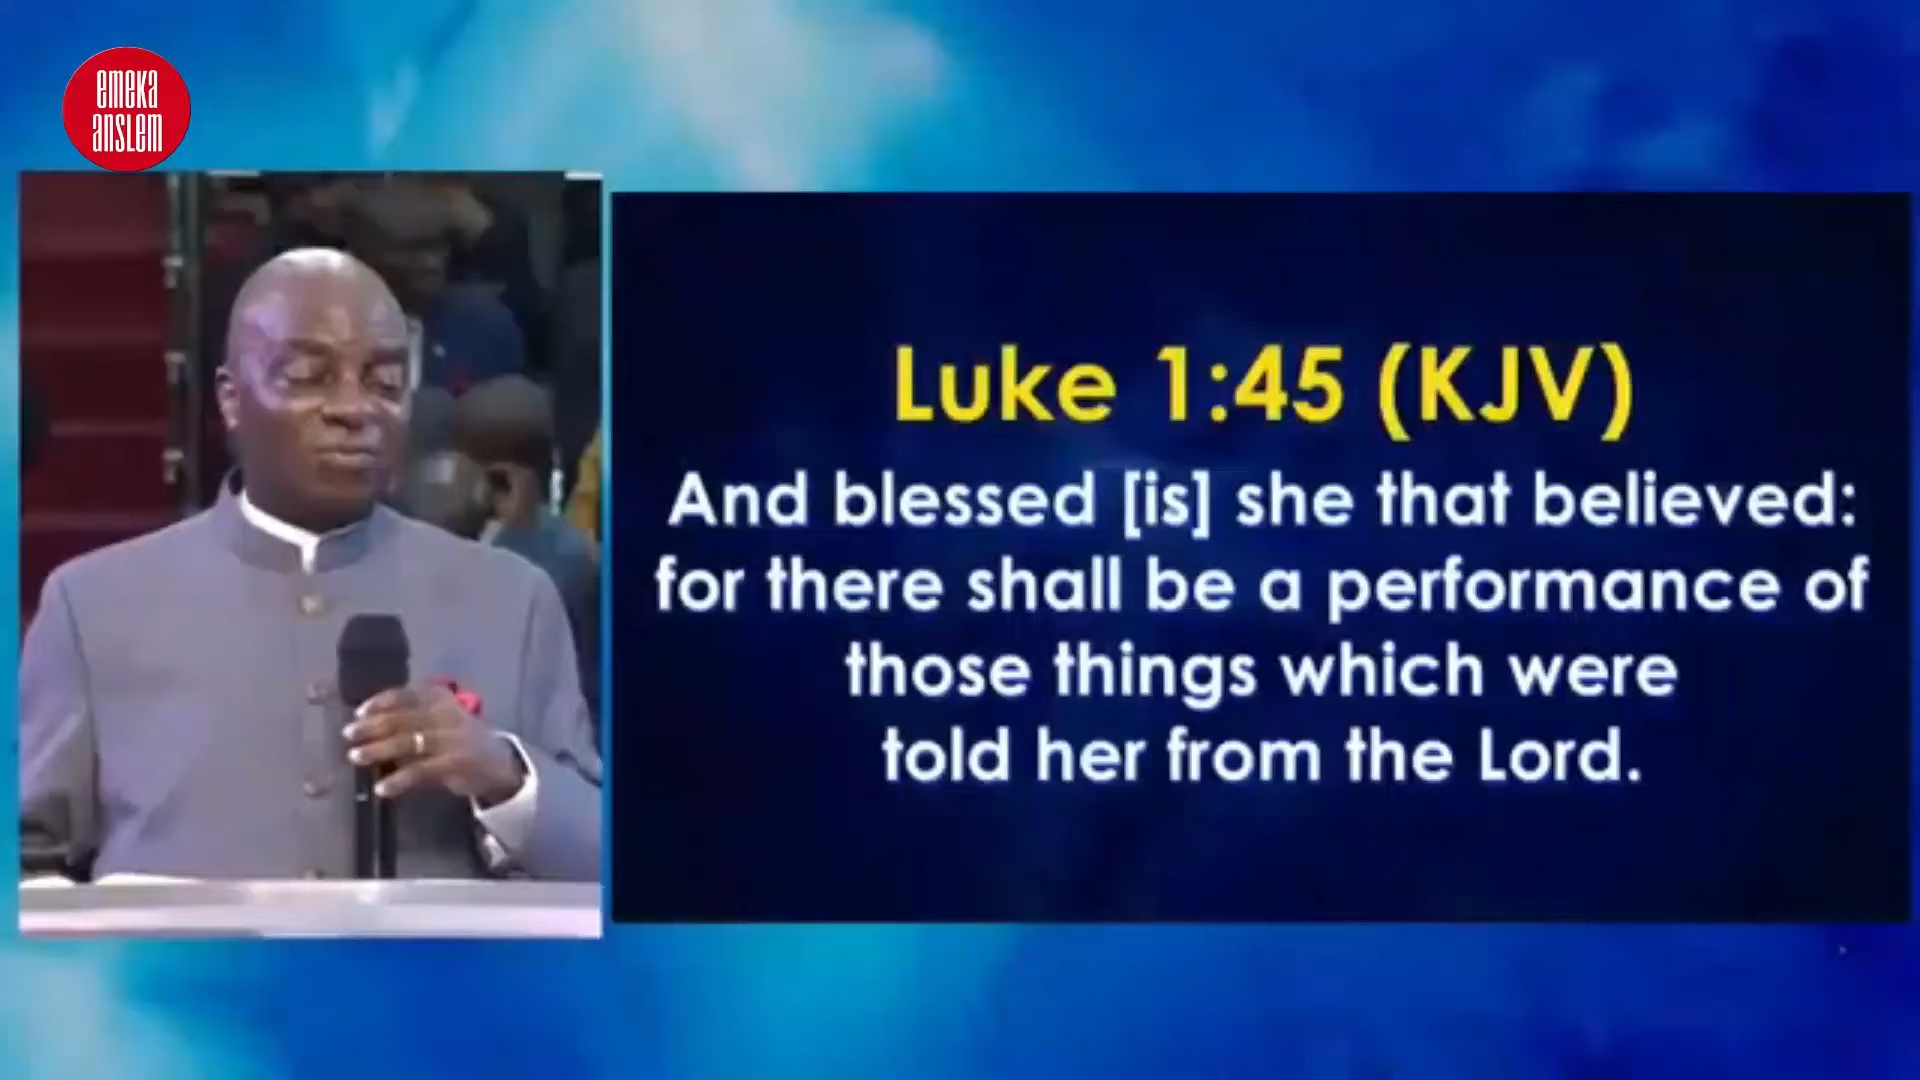 emeka
anslem
Luke 1:45 (KJV)
And blessed [is] she that believed:
for there shall be a performance of
those things which were
told her from the Lord.